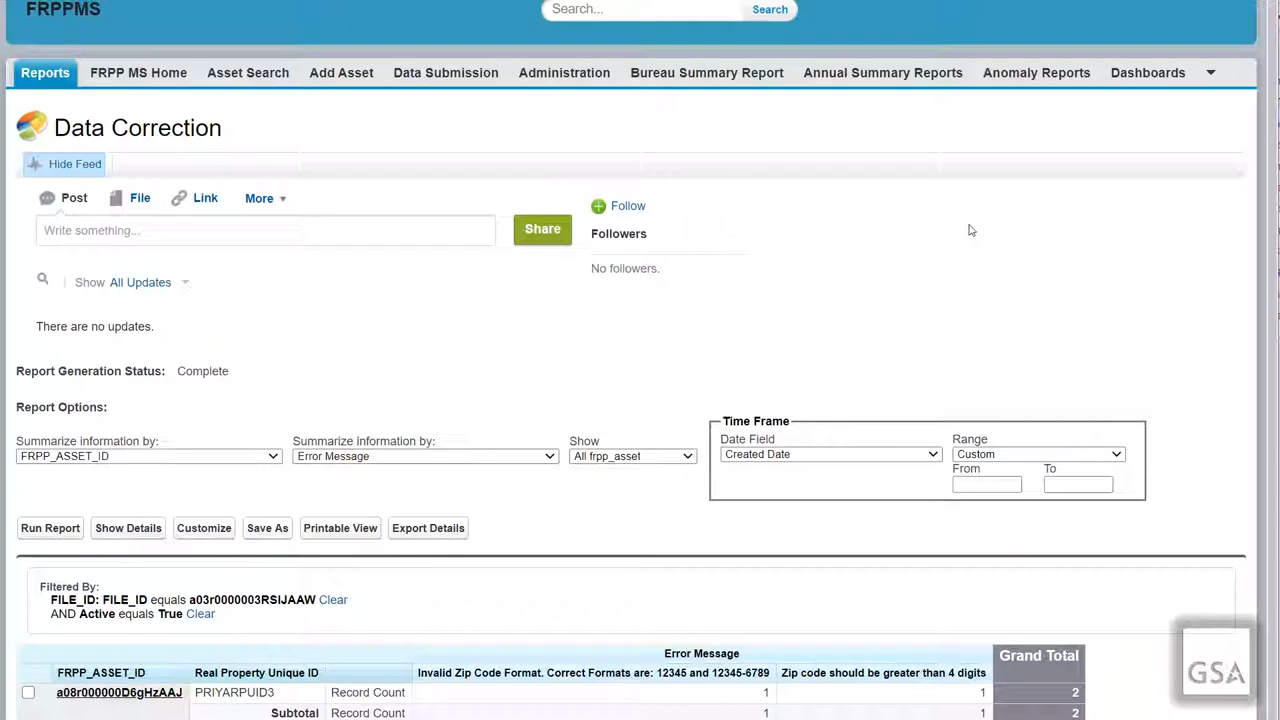 FRPPMS
Search... Search
Reports FRPP MS Home Asset Search Add Asset Data Submission Administration Bureau Summary Report Annual Summary Reports Anomaly Reports Dashboards
Data Correction
Hide Feed
Post File Link More
Follow
Write something... Share
Followers
No followers.
Show All Updates
There are no updates.
Report Generation Status: Complete
Report Options:
Time Frame
Summarize information by: Summarize information by: Show Date Field Range
FRPP_ASSET_ID Error Message All frpp_asset Created Date Custom
From To
Run Report Show Details Customize Save As Printable View Export Details
Filtered By:
FILE_ID: FILE_ID equals a03r0000003RSIJAAW Clear
AND Active equals True Clear
Error Message Grand Total
FRPP_ASSET_ID Real Property Unique ID Invalid Zip Code Format. Correct Formats are: 12345 and 12345-6789 Zip code should be greater than 4 digits
a08r000000D6gHzAAJ PRIYARPUID3 Record Count 1 1 2
Subtotal Record Count 1 1 2
GSA